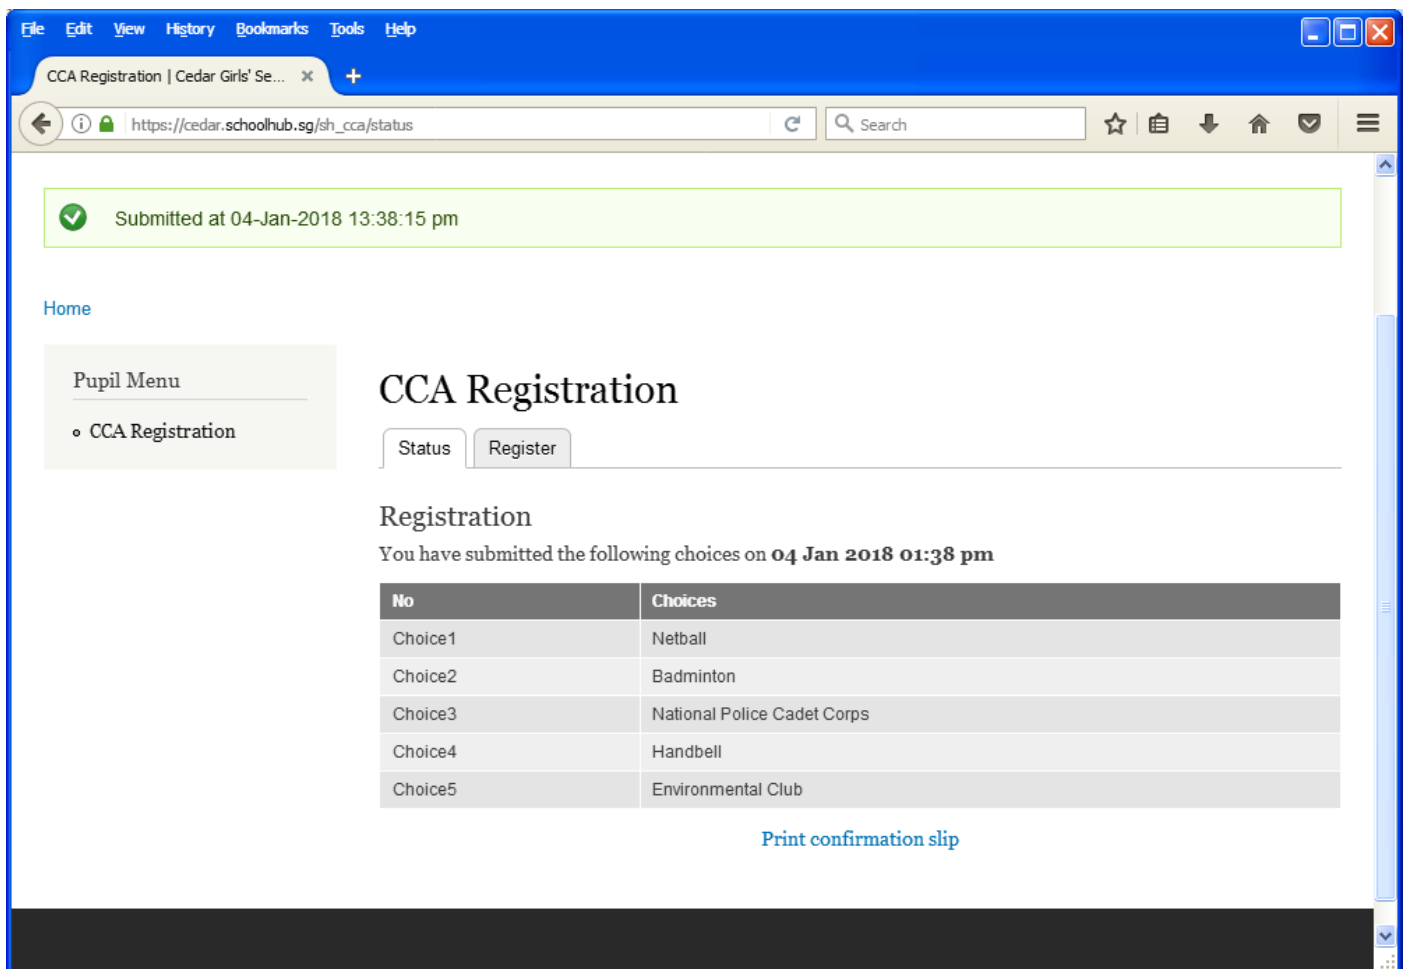 File Edit View History Bookmarks Tools Help
CCA Registration | Cedar Girls' Se...
https://cedar.schoolhub.sg/sh_cca/status
Search
Submitted at 04-Jan-2018 13:38:15 pm
Home
Pupil Menu
CCA Registration
CCA Registration
Status Register
Registration
You have submitted the following choices on 04 Jan 2018 01:38 pm
No Choices
Choice1 Netball
Choice2 Badminton
Choice3 National Police Cadet Corps
Choice4 Handbell
Choice5 Environmental Club
Print confirmation slip